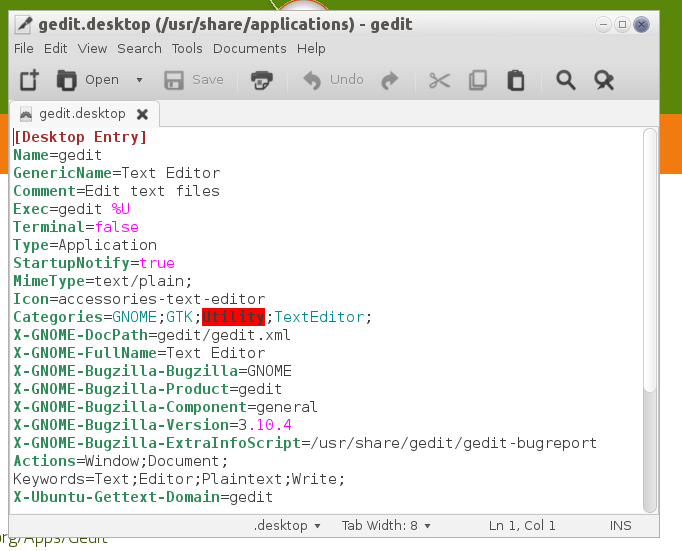 gedit.desktop (/usr/share/applications) - gedit
File Edit View Search Tools Documents Help
Open Save Undo
gedit.desktop
[Desktop Entry]
Name=gedit
GenericName=Text Editor
Comment=Edit text files
Exec=gedit %U
Terminal=false
Type=Application
StartupNotify=true
MimeType=text/plain;
Icon=accessories-text-editor
Categories=GNOME;GTK;Utility;TextEditor;
X-GNOME-DocPath=gedit/gedit.xml
X-GNOME-FullName=Text Editor
X-GNOME-Bugzilla-Bugzilla=GNOME
X-GNOME-Bugzilla-Product=gedit
X-GNOME-Bugzilla-Component=general
X-GNOME-Bugzilla-Version=3.10.4
X-GNOME-Bugzilla-ExtraInfoScript=/usr/share/gedit/gedit-bugreport
Actions=Window;Document;
Keywords=Text;Editor;Plaintext;Write;
X-Ubuntu-Gettext-Domain=gedit
.desktop Tab Width: 8 Ln 1, Col 1 INS
org/Apps/Gedit